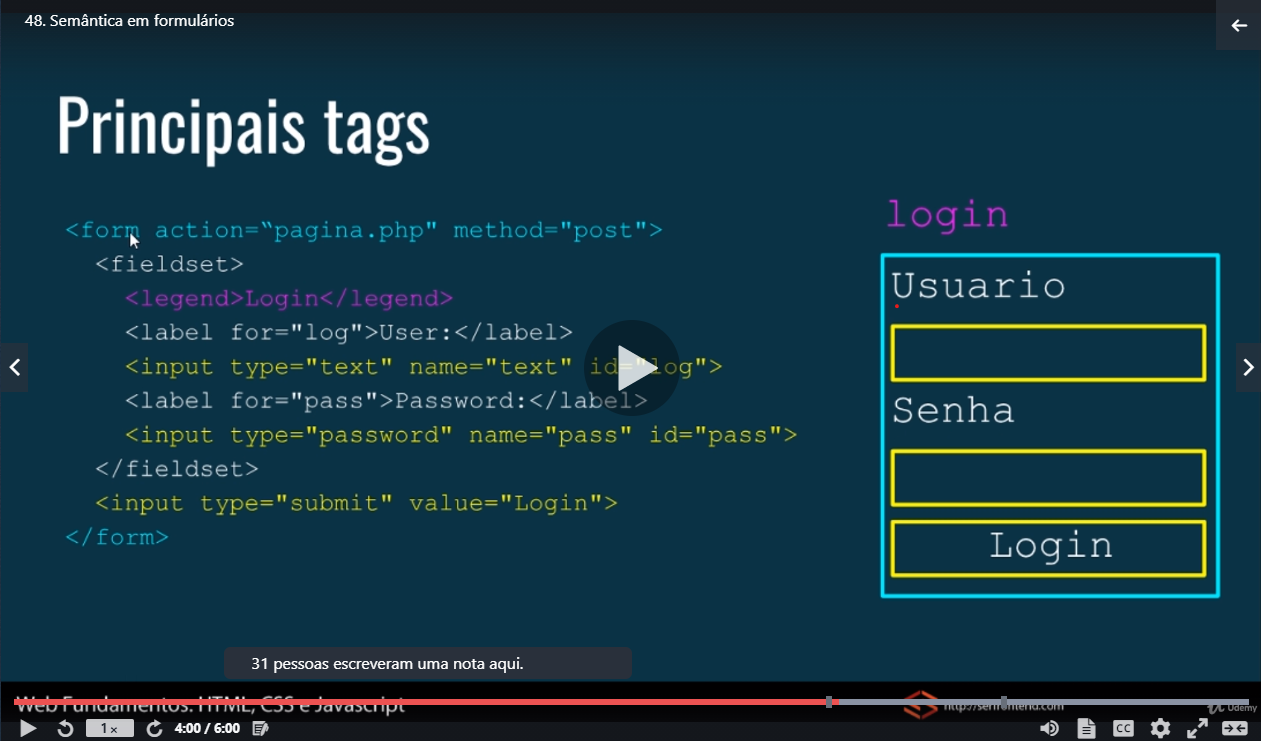 48. Semântica em formulários
Principais tags
<form action=“pagina.php" method="post">
<fieldset>
<legend>Login</legend>
<label for="log">User:</label>
<input type="text" name="text" id="log">
<label for="pass">Password:</label>
<input type="password" name="pass" id="pass">
</fieldset>
<input type="submit" value="Login">
</form>
login
Usuario
Senha
Login
31 pessoas escreveram uma nota aqui.
Web Fundamentos: HTML, CSS e Javascript
http://serfrontend.com
Udemy
1x
4:00 / 6:00
CC